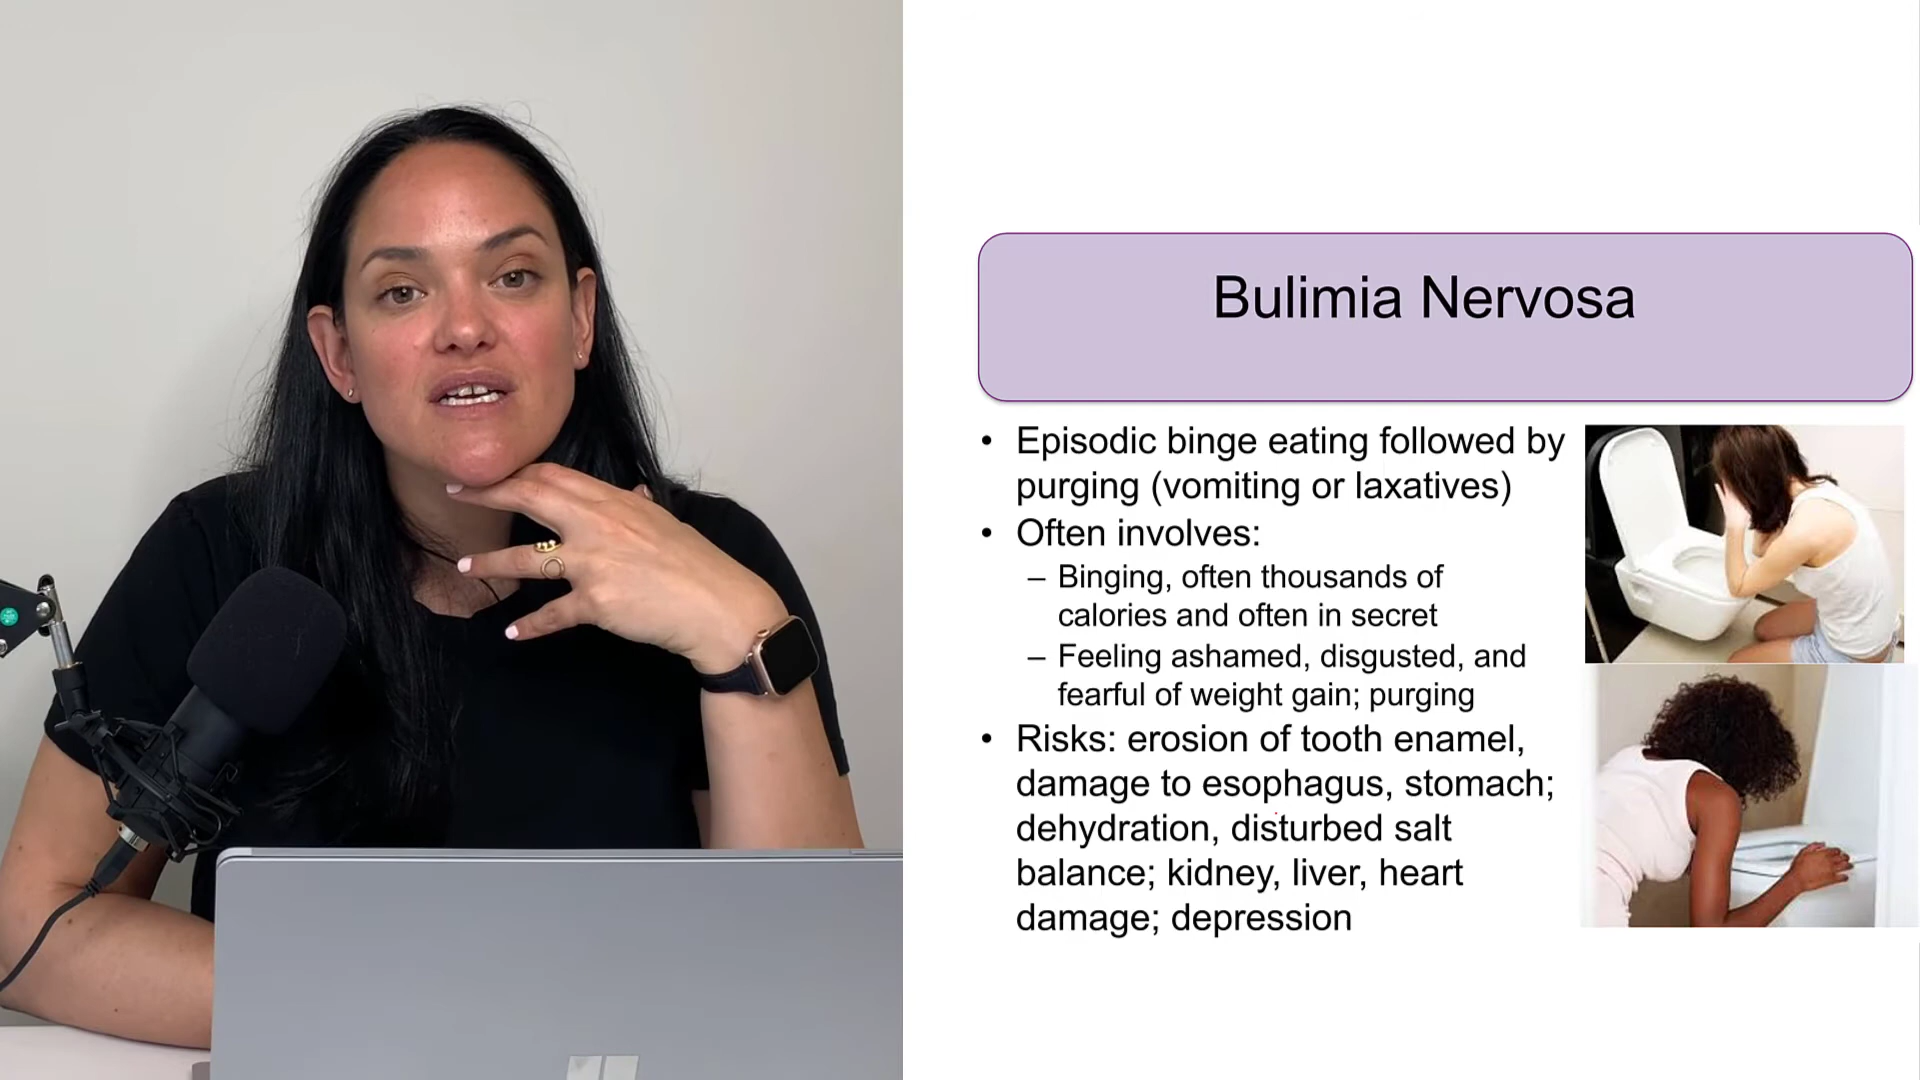 Bulimia Nervosa
• Episodic binge eating followed by
purging (vomiting or laxatives)
• Often involves:
– Binging, often thousands of
calories and often in secret
– Feeling ashamed, disgusted, and
fearful of weight gain; purging
• Risks: erosion of tooth enamel,
damage to esophagus, stomach;
dehydration, disturbed salt
balance; kidney, liver, heart
damage; depression